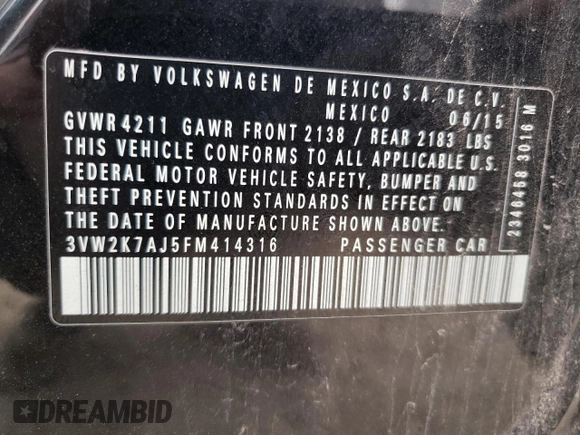 MFD BY VOLKSWAGEN DE MEXICO S.A. DE C.V.
MEXICO 06/15
GVWR 4211 GAWR FRONT 2138 / REAR 2183 LBS
THIS VEHICLE CONFORMS TO ALL APPLICABLE U.S.
FEDERAL MOTOR VEHICLE SAFETY, BUMPER AND
THEFT PREVENTION STANDARDS IN EFFECT ON
THE DATE OF MANUFACTURE SHOWN ABOVE.
3VW2K7AJ5FM414316 PASSENGER CAR
2346458 3016 M
DREAMBID